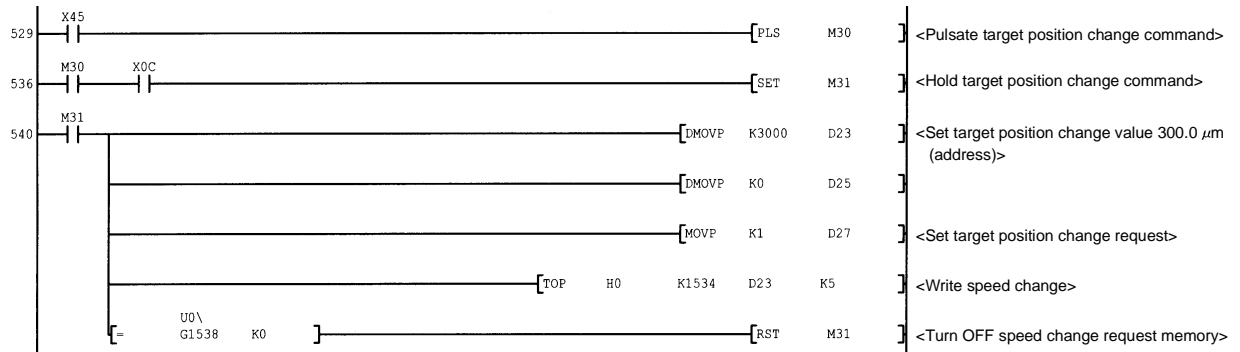 X45
529 PLS M30 <Pulsate target position change command>
M30 X0C
536 SET M31 <Hold target position change command>
M31
540 DMOVP K3000 D23 <Set target position change value 300.0 μm
(address)>
DMOVP K0 D25
MOVP K1 D27 <Set target position change request>
TOP H0 K1534 D23 K5 <Write speed change>
U0\
= G1538 K0 RST M31 <Turn OFF speed change request memory>